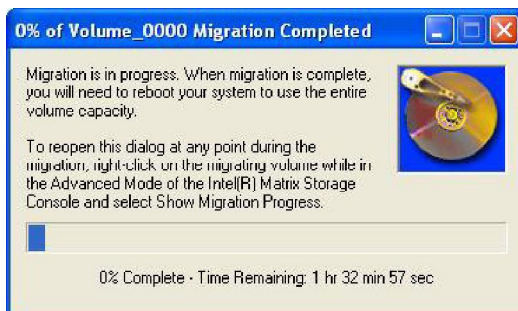 0% of Volume_0000 Migration Completed
Migration is in progress. When migration is complete,
you will need to reboot your system to use the entire
volume capacity.
To reopen this dialog at any point during the
migration, right-click on the migrating volume while in
the Advanced Mode of the Intel(R) Matrix Storage
Console and select Show Migration Progress.
0% Complete - Time Remaining: 1 hr 32 min 57 sec